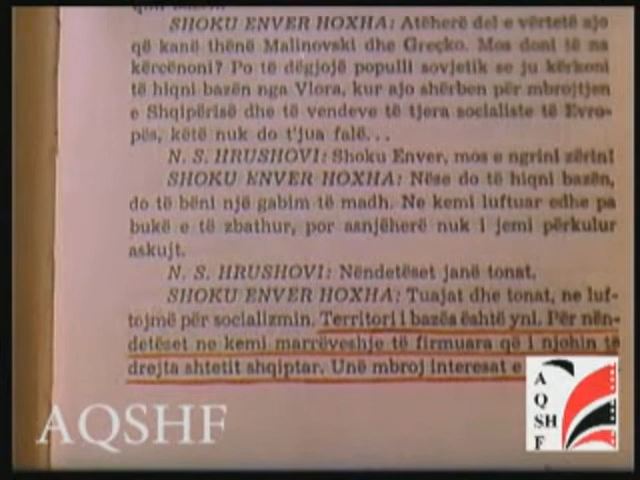 SHOKU ENVER HOXHA: Atëherë del e vërtetë ajo
që kanë thënë Malinovski dhe Greçko. Mos doni të na
kërcënoni? Po të dëgjojë populli sovjetik se ju kërkoni
të hiqni bazën nga Vlora, kur ajo shërben për mbrojtjen
e Shqipërisë dhe të vendeve të tjera socialiste të Evro-
pës, këtë nuk do t'jua falë...
N. S. HRUSHOVI: Shoku Enver, mos e ngrini zërin!
SHOKU ENVER HOXHA: Nëse do të hiqni bazën,
do të bëni një gabim të madh. Ne kemi luftuar edhe pa
bukë e të zbathur, por asnjëherë nuk i jemi përkulur
askujt.
N. S. HRUSHOVI: Nëndetëset janë tonat.
SHOKU ENVER HOXHA: Tuajat dhe tonat, ne luf-
tojmë për socializmin. Territori i bazës është yni. Për nën-
detëset ne kemi marrëveshje të firmuara që i njohin të
drejta shtetit shqiptar. Unë mbroj interesat e
AQSHF
A
Q
SH
F